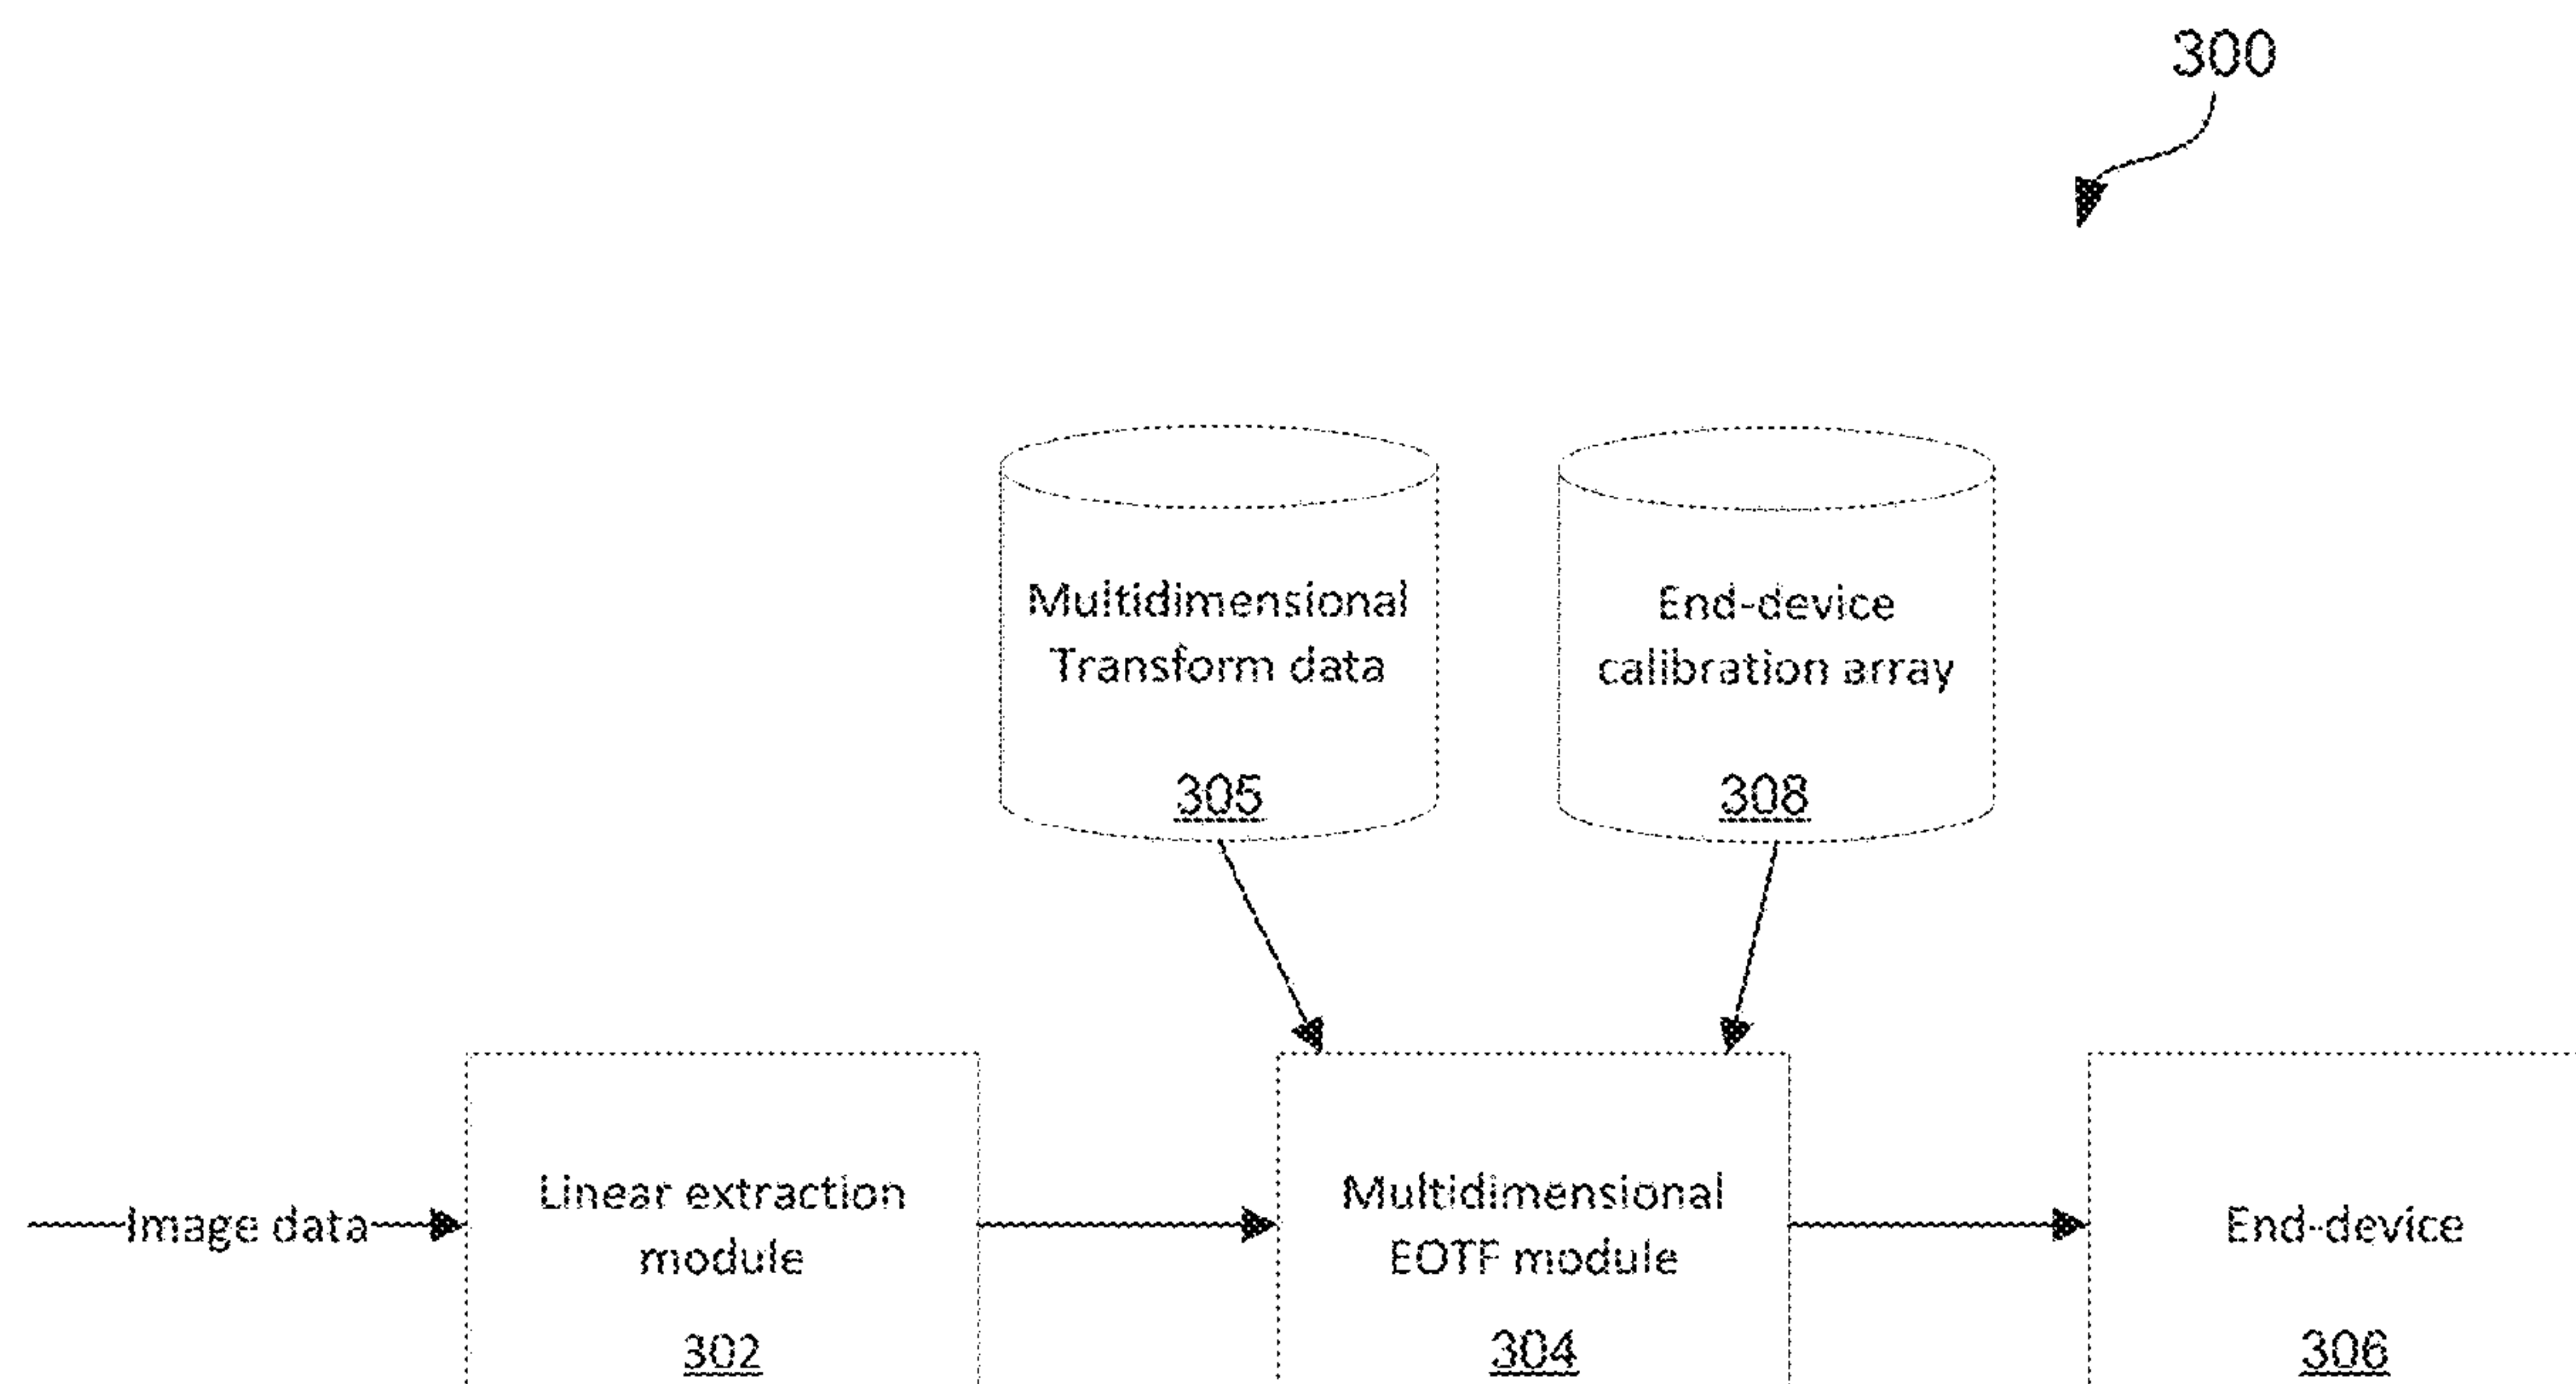 300
Multidimensional
Transform data
305
End-device
calibration array
308
Image data
Linear extraction
module
302
Multidimensional
EOTF module
304
End-device
306